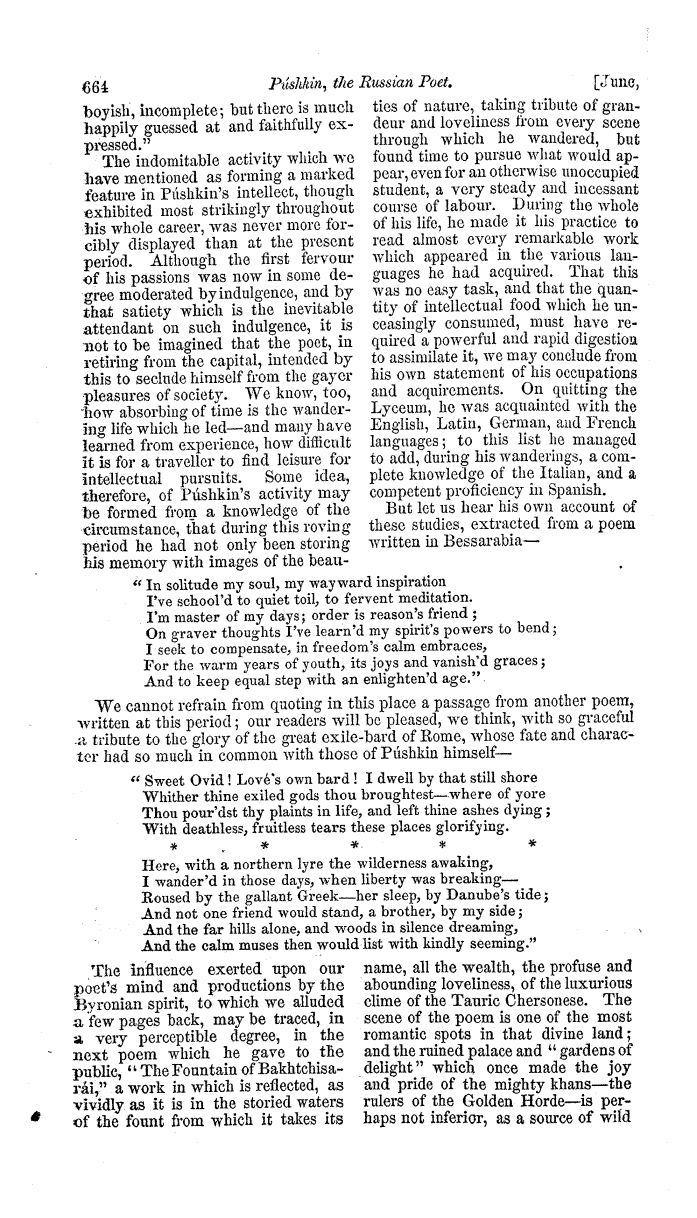 664 Púshkin, the Russian Poet. [June,
boyish, incomplete; but there is much
happily guessed at and faithfully ex-
pressed."
The indomitable activity which we
have mentioned as forming a marked
feature in Púshkin's intellect, though
exhibited most strikingly throughout
his whole career, was never more for-
cibly displayed than at the present
period. Although the first fervour
of his passions was now in some de-
gree moderated by indulgence, and by
that satiety which is the inevitable
attendant on such indulgence, it is
not to be imagined that the poet, in
retiring from the capital, intended by
this to seclude himself from the gayer
pleasures of society. We know, too,
how absorbing of time is the wander-
ing life which he led—and many have
learned from experience, how difficult
it is for a traveller to find leisure for
intellectual pursuits. Some idea,
therefore, of Púshkin's activity may
be formed from a knowledge of the
circumstance, that during this roving
period he had not only been storing
his memory with images of the beau-
ties of nature, taking tribute of gran-
deur and loveliness from every scene
through which he wandered, but
found time to pursue what would ap-
pear, even for an otherwise unoccupied
student, a very steady and incessant
course of labour. During the whole
of his life, he made it his practice to
read almost every remarkable work
which appeared in the various lan-
guages he had acquired. That this
was no easy task, and that the quan-
tity of intellectual food which he un-
ceasingly consumed, must have re-
quired a powerful and rapid digestion
to assimilate it, we may conclude from
his own statement of his occupations
and acquirements. On quitting the
Lyceum, he was acquainted with the
English, Latin, German, and French
languages; to this list he managed
to add, during his wanderings, a com-
plete knowledge of the Italian, and a
competent proficiency in Spanish.
But let us hear his own account of
these studies, extracted from a poem
written in Bessarabia—
"In solitude my soul, my wayward inspiration
I've school'd to quiet toil, to fervent meditation.
I'm master of my days; order is reason's friend;
On graver thoughts I've learn'd my spirit's powers to bend;
I seek to compensate, in freedom's calm embraces,
For the warm years of youth, its joys and vanish'd graces;
And to keep equal step with an enlighten'd age."
We cannot refrain from quoting in this place a passage from another poem,
written at this period; our readers will be pleased, we think, with so graceful
a tribute to the glory of the great exile-bard of Rome, whose fate and charac-
ter had so much in common with those of Púshkin himself—
"Sweet Ovid! Love's own bard! I dwell by that still shore
Whither thine exiled gods thou broughtest—where of yore
Thou pour'dst thy plaints in life, and left thine ashes dying;
With deathless, fruitless tears these places glorifying.
* * * * *
Here, with a northern lyre the wilderness awaking,
I wander'd in those days, when liberty was breaking—
Roused by the gallant Greek—her sleep, by Danube's tide;
And not one friend would stand, a brother, by my side;
And the far hills alone, and woods in silence dreaming,
And the calm muses then would list with kindly seeming."
The influence exerted upon our
poet's mind and productions by the
Byronian spirit, to which we alluded
a few pages back, may be traced, in
a very perceptible degree, in the
next poem which he gave to the
public, "The Fountain of Bakhtchisa-
rái," a work in which is reflected, as
vividly as it is in the storied waters
of the fount from which it takes its
name, all the wealth, the profuse and
abounding loveliness, of the luxurious
clime of the Tauric Chersonese. The
scene of the poem is one of the most
romantic spots in that divine land;
and the ruined palace and "gardens of
delight" which once made the joy
and pride of the mighty khans—the
rulers of the Golden Horde—is per-
haps not inferior, as a source of wild